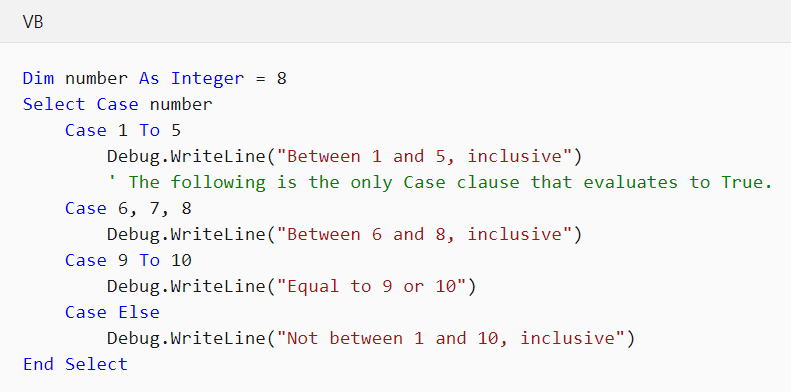 VB
Dim number As Integer = 8
Select Case number
    Case 1 To 5
        Debug.WriteLine("Between 1 and 5, inclusive")
        ' The following is the only Case clause that evaluates to True.
    Case 6, 7, 8
        Debug.WriteLine("Between 6 and 8, inclusive")
    Case 9 To 10
        Debug.WriteLine("Equal to 9 or 10")
    Case Else
        Debug.WriteLine("Not between 1 and 10, inclusive")
End Select